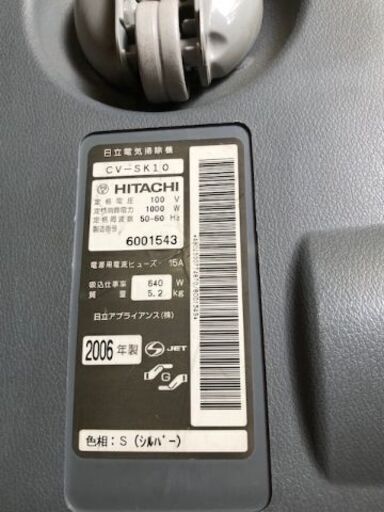 日立電気掃除機
CV-SK10
HITACHI
定格電圧 100 V
定格消費電力 1000 W
定格周波数 50-60 Hz
製造番号
6001543
電源用電流ヒューズ 15A
吸込仕事率 640 W
質量 5.2 kg
日立アプライアンス(株)
2006 年製
S JET
G
色相:S(シルバー)